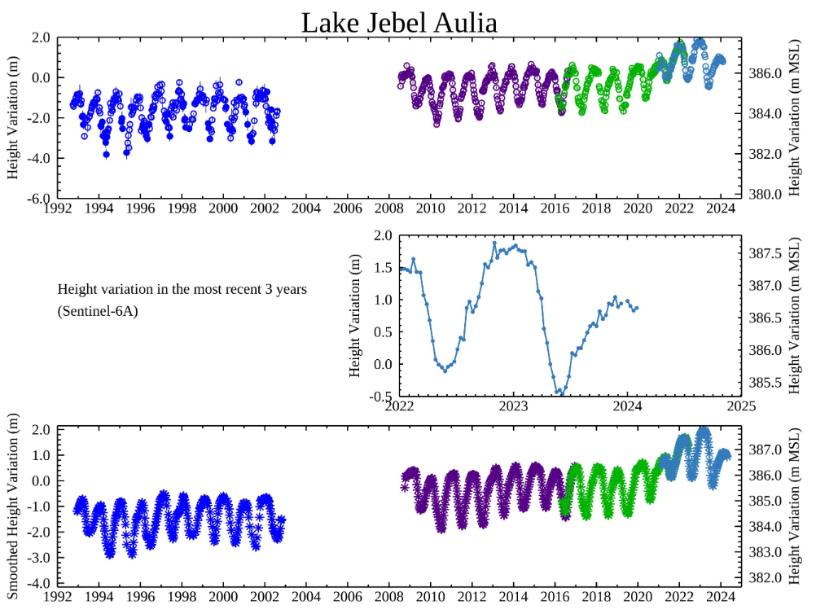 Lake Jebel Aulia
2.0
0.0
-2.0
-4.0
-6.0
Height Variation (m)
386.0
384.0
382.0
380.0
Height Variation (m MSL)
1992 1994 1996 1998 2000 2002 2004 2006 2008 2010 2012 2014 2016 2018 2020 2022 2024
Height variation in the most recent 3 years
(Sentinel-6A)
2.0
1.5
1.0
0.5
0.0
-0.5
Height Variation (m)
387.5
387.0
386.5
386.0
385.5
Height Variation (m MSL)
2022 2023 2024 2025
2.0
1.0
0.0
-1.0
-2.0
-3.0
-4.0
Smoothed Height Variation (m)
387.0
386.0
385.0
384.0
383.0
382.0
Height Variation (m MSL)
1992 1994 1996 1998 2000 2002 2004 2006 2008 2010 2012 2014 2016 2018 2020 2022 2024